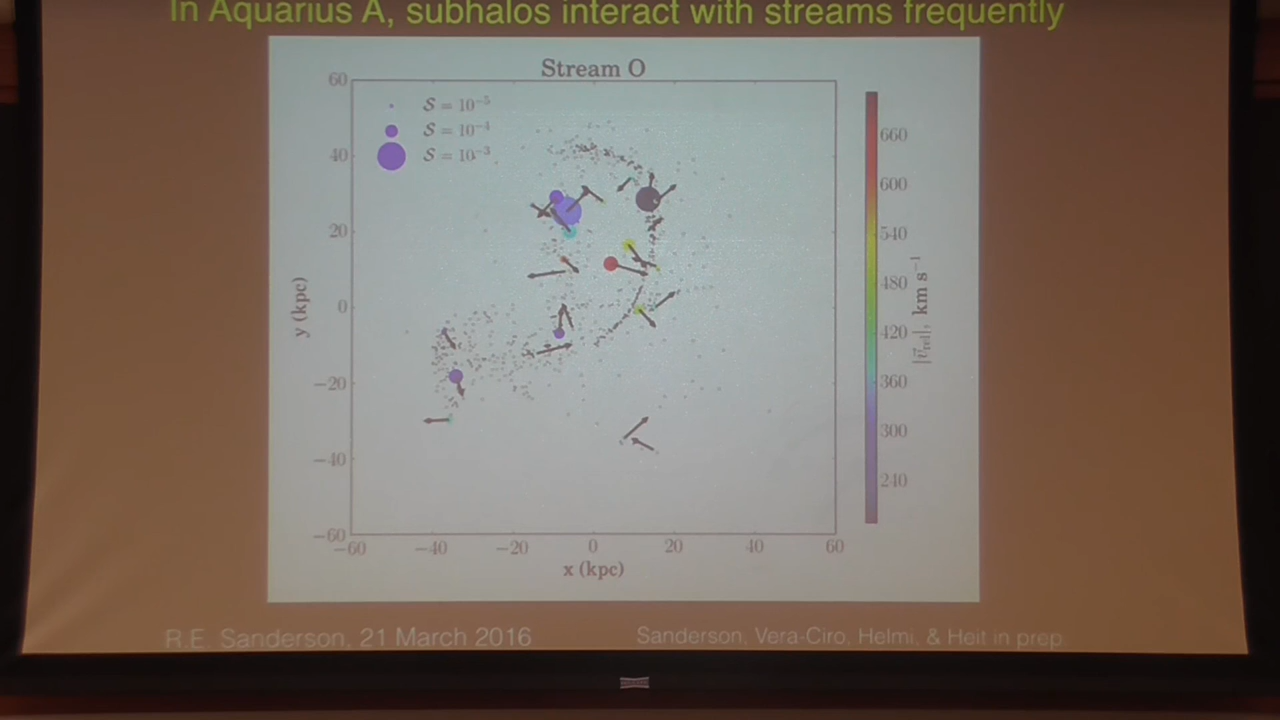 In Aquarius A, subhalos interact with streams frequently
Stream O
60
40
20
0
−20
−40
−60
y (kpc)
S = 10⁻⁵
S = 10⁻⁴
S = 10⁻³
−60 −40 −20 0 20 40 60
x (kpc)
660
600
540
480
420
360
300
240
|v⃗rel|, km s⁻¹
R.E. Sanderson, 21 March 2016
Sanderson, Vera-Ciro, Helmi, & Heit in prep.